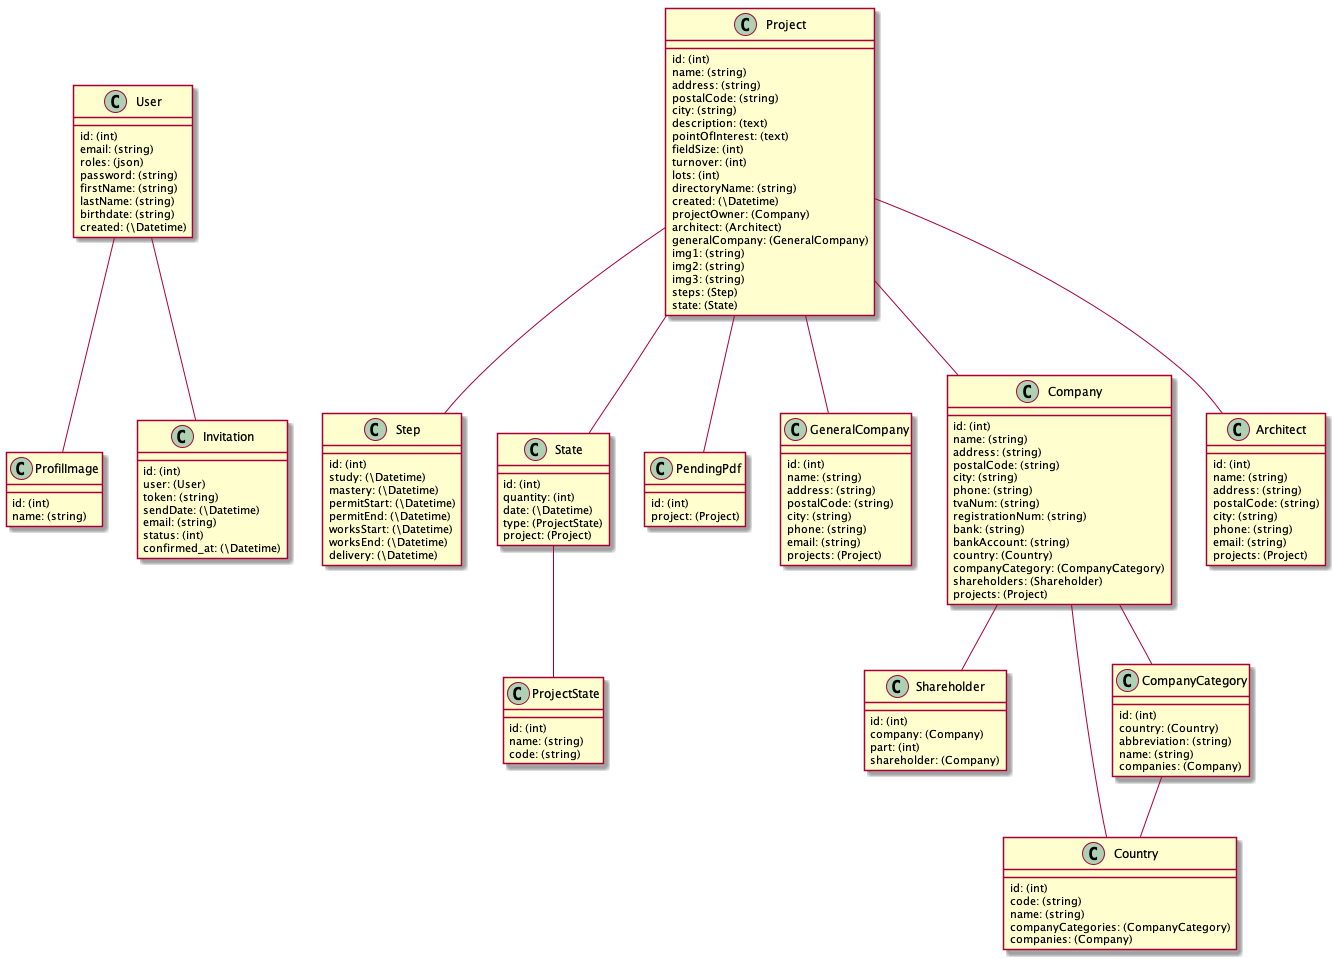 C Project
id: (int)
name: (string)
address: (string)
postalCode: (string)
city: (string)
description: (text)
pointOfInterest: (text)
fieldSize: (int)
turnover: (int)
lots: (int)
directoryName: (string)
created: (\Datetime)
projectOwner: (Company)
architect: (Architect)
generalCompany: (GeneralCompany)
img1: (string)
img2: (string)
img3: (string)
steps: (Step)
state: (State)
C User
id: (int)
email: (string)
roles: (json)
password: (string)
firstName: (string)
lastName: (string)
birthdate: (string)
created: (\Datetime)
C ProfilImage
id: (int)
name: (string)
C Invitation
id: (int)
user: (User)
token: (string)
sendDate: (\Datetime)
email: (string)
status: (int)
confirmed_at: (\Datetime)
C Step
id: (int)
study: (\Datetime)
mastery: (\Datetime)
permitStart: (\Datetime)
permitEnd: (\Datetime)
worksStart: (\Datetime)
worksEnd: (\Datetime)
delivery: (\Datetime)
C State
id: (int)
quantity: (int)
date: (\Datetime)
type: (ProjectState)
project: (Project)
C PendingPdf
id: (int)
project: (Project)
C GeneralCompany
id: (int)
name: (string)
address: (string)
postalCode: (string)
city: (string)
phone: (string)
email: (string)
projects: (Project)
C Company
id: (int)
name: (string)
address: (string)
postalCode: (string)
city: (string)
phone: (string)
tvaNum: (string)
registrationNum: (string)
bank: (string)
bankAccount: (string)
country: (Country)
companyCategory: (CompanyCategory)
shareholders: (Shareholder)
projects: (Project)
C Architect
id: (int)
name: (string)
address: (string)
postalCode: (string)
city: (string)
phone: (string)
email: (string)
projects: (Project)
C ProjectState
id: (int)
name: (string)
code: (string)
C Shareholder
id: (int)
company: (Company)
part: (int)
shareholder: (Company)
C CompanyCategory
id: (int)
country: (Country)
abbreviation: (string)
name: (string)
companies: (Company)
C Country
id: (int)
code: (string)
name: (string)
companyCategories: (CompanyCategory)
companies: (Company)